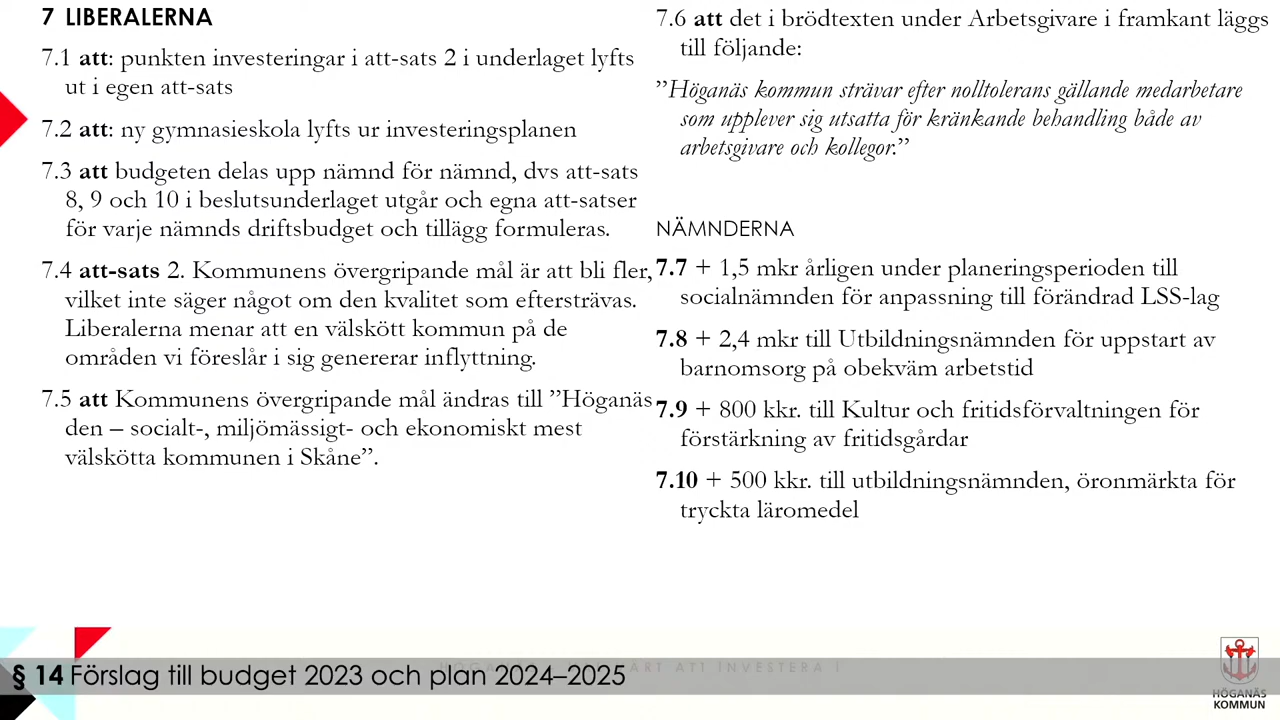 7 LIBERALERNA
7.1 att: punkten investeringar i att-sats 2 i underlaget lyfts
ut i egen att-sats
7.2 att: ny gymnasieskola lyfts ur investeringsplanen
7.3 att budgeten delas upp nämnd för nämnd, dvs att-sats
8, 9 och 10 i beslutsunderlaget utgår och egna att-satser
för varje nämnds driftsbudget och tillägg formuleras.
7.4 att-sats 2. Kommunens övergripande mål är att bli fler,
vilket inte säger något om den kvalitet som eftersträvas.
Liberalerna menar att en välskött kommun på de
områden vi föreslår i sig genererar inflyttning.
7.5 att Kommunens övergripande mål ändras till ”Höganäs
den – socialt-, miljömässigt- och ekonomiskt mest
välskötta kommunen i Skåne”.
7.6 att det i brödtexten under Arbetsgivare i framkant läggs
till följande:
”Höganäs kommun strävar efter nolltolerans gällande medarbetare
som upplever sig utsatta för kränkande behandling både av
arbetsgivare och kollegor.”
NÄMNDERNA
7.7 + 1,5 mkr årligen under planeringsperioden till
socialnämnden för anpassning till förändrad LSS-lag
7.8 + 2,4 mkr till Utbildningsnämnden för uppstart av
barnomsorg på obekväm arbetstid
7.9 + 800 kkr. till Kultur och fritidsförvaltningen för
förstärkning av fritidsgårdar
7.10 + 500 kkr. till utbildningsnämnden, öronmärkta för
tryckta läromedel
§ 14 Förslag till budget 2023 och plan 2024–2025
ATT INVESTERA I
HÖGANÄS
KOMMUN